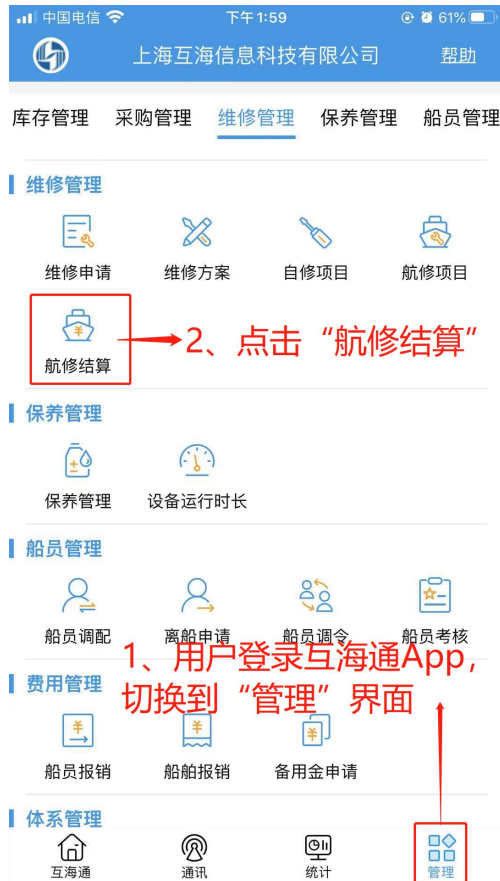 中国电信 下午1:59 61%
上海互海信息科技有限公司 帮助
库存管理 采购管理 维修管理 保养管理 船员管理
维修管理
维修申请 维修方案 自修项目 航修项目
航修结算
2、点击“航修结算”
保养管理
保养管理 设备运行时长
船员管理
船员调配 离船申请 船员调令 船员考核
1、用户登录互海通App，
切换到“管理”界面
费用管理
船员报销 船舶报销 备用金申请
体系管理
互海通 通讯 统计 管理